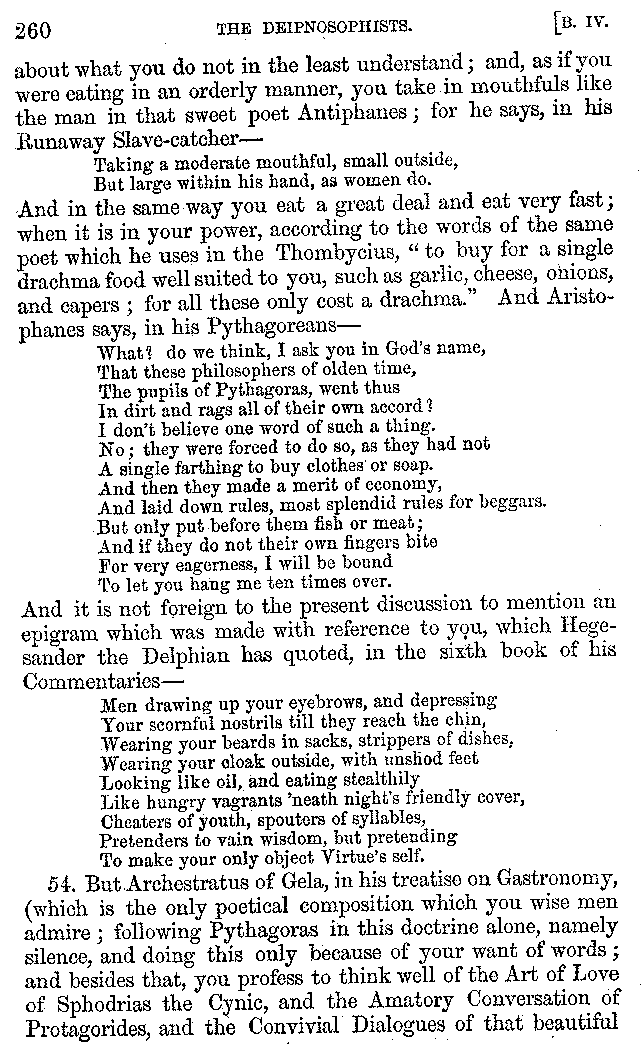 260 THE DEIPNOSOPHISTS. [B. IV.
about what you do not in the least understand; and, as if you
were eating in an orderly manner, you take in mouthfuls like
the man in that sweet poet Antiphanes; for he says, in his
Runaway Slave-catcher—
Taking a moderate mouthful, small outside,
But large within his hand, as women do.
And in the same way you eat a great deal and eat very fast;
when it is in your power, according to the words of the same
poet which he uses in the Thombycius, “to buy for a single
drachma food well suited to you, such as garlic, cheese, onions,
and capers; for all these only cost a drachma.” And Aristo-
phanes says, in his Pythagoreans—
What? do we think, I ask you in God's name,
That these philosophers of olden time,
The pupils of Pythagoras, went thus
In dirt and rags all of their own accord?
I don't believe one word of such a thing.
No; they were forced to do so, as they had not
A single farthing to buy clothes or soap.
And then they made a merit of economy,
And laid down rules, most splendid rules for beggars.
But only put before them fish or meat;
And if they do not their own fingers bite
For very eagerness, I will be bound
To let you hang me ten times over.
And it is not foreign to the present discussion to mention an
epigram which was made with reference to you, which Hege-
sander the Delphian has quoted, in the sixth book of his
Commentaries—
Men drawing up your eyebrows, and depressing
Your scornful nostrils till they reach the chin,
Wearing your beards in sacks, strippers of dishes,
Wearing your cloak outside, with unshod feet
Looking like oil, and eating stealthily
Like hungry vagrants 'neath night's friendly cover,
Cheaters of youth, spouters of syllables,
Pretenders to vain wisdom, but pretending
To make your only object Virtue's self.
54. But Archestratus of Gela, in his treatise on Gastronomy,
(which is the only poetical composition which you wise men
admire; following Pythagoras in this doctrine alone, namely
silence, and doing this only because of your want of words;
and besides that, you profess to think well of the Art of Love
of Sphodrias the Cynic, and the Amatory Conversation of
Protagorides, and the Convivial Dialogues of that beautiful